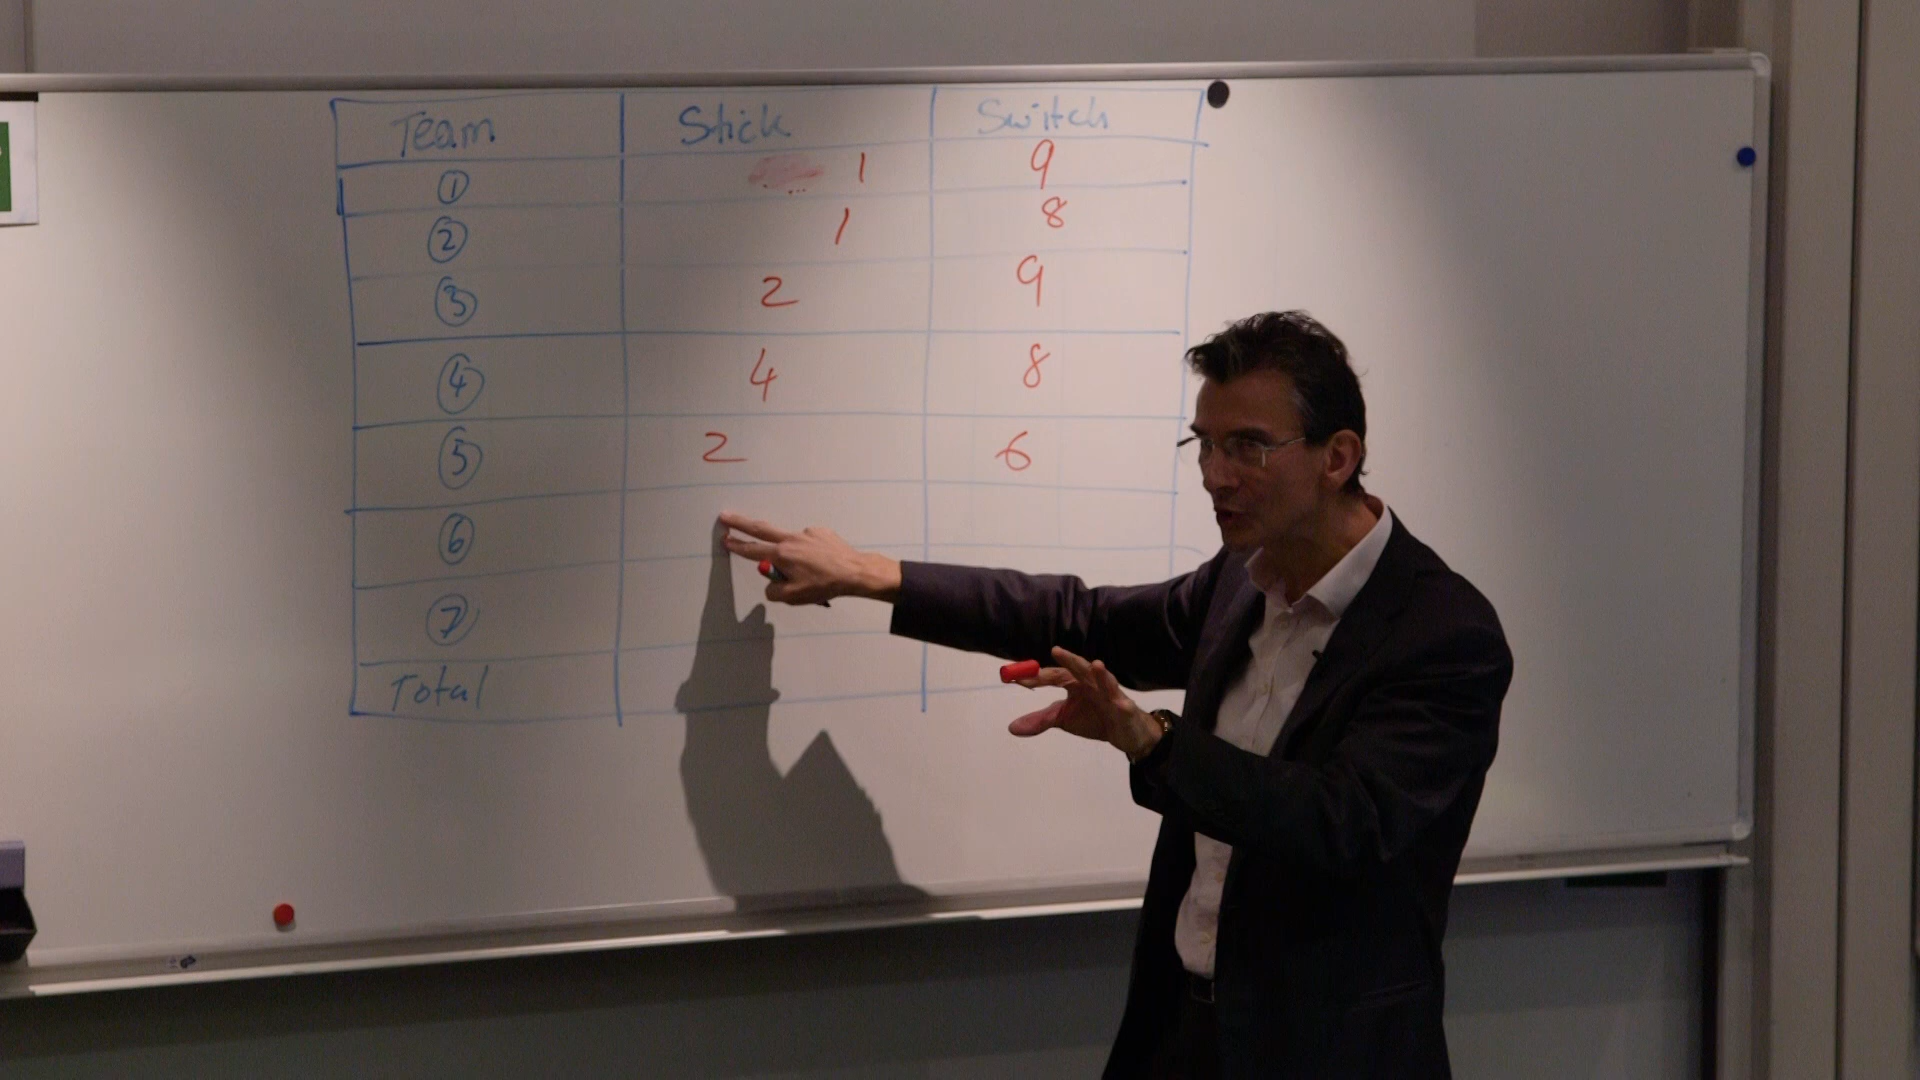 Team Stick Switch
① 1 9
② 1 8
③ 2 9
④ 4 8
⑤ 2 6
⑥
⑦
Total